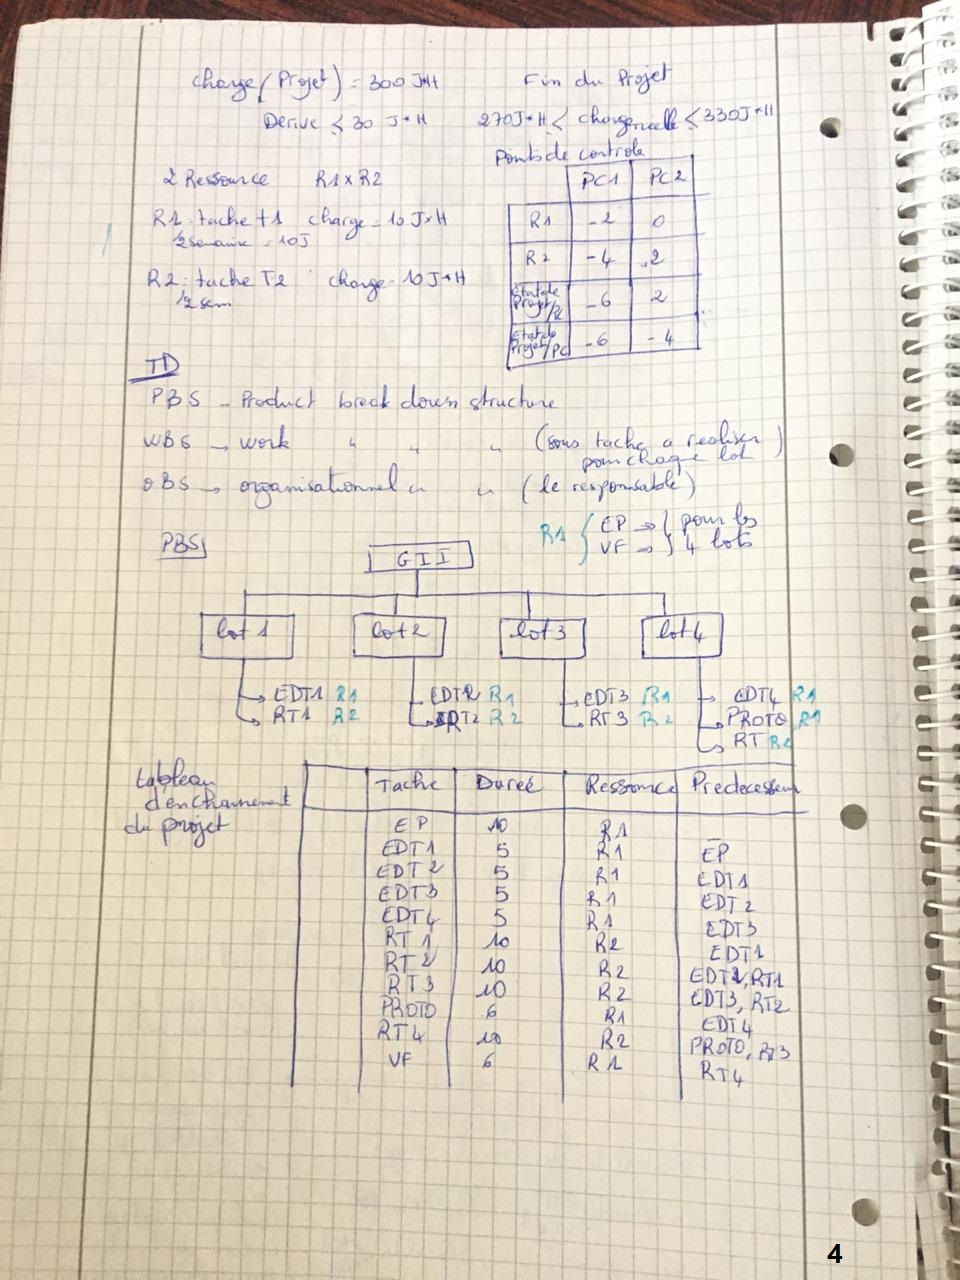 Charge (Projet) = 300 J*H
Fin du Projet
Derive ≤ 30 J*H
270J*H ≤ charge reelle ≤ 330J*H
Points de controle
2 Ressource R1 x R2
PC1 PC2
R1 : tache t1 charge = 10 J*H
R1 -2 0
/2 semaine = 10J
R2 -4 2
R2 : tache T2 charge = 10 J*H
/2 sem
Etat de Projet/PC -6 2
Etat de Projet/PC -6 -4
TD
PBS - Product break down structure
WBS → work " " " (sous tache a realiser
pour chaque lot)
OBS → organisationnel " " (le responsable)
R1 { EP → } pour les
VF → } 4 lots
PBS
GII
lot 1 lot 2 lot 3 lot 4
EDT1 R1 EDT2 R1 EDT3 R1 EDT4 R1
RT1 R2 RT2 R2 RT3 R2 PROTO R1
RT R2
tableau
d'enchainement
du projet
Tache Dureé Ressource Predecesseur
EP 10 R1 _
EDT1 5 R1 EP
EDT2 5 R1 EDT1
EDT3 5 R1 EDT2
EDT4 5 R1 EDT3
RT1 10 R2 EDT1
RT2 10 R2 EDT2, RT1
RT3 10 R2 EDT3, RT2
PROTO 6 R1 EDT4
RT4 10 R2 PROTO, RT3
VF 6 R1 RT4
4